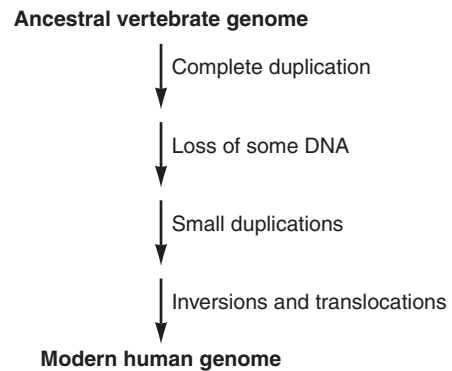 Ancestral vertebrate genome
Complete duplication
Loss of some DNA
Small duplications
Inversions and translocations
Modern human genome